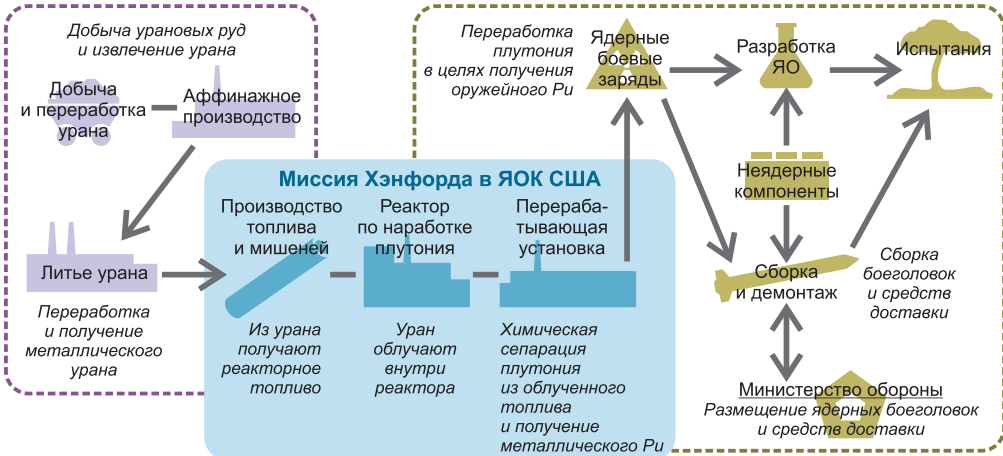 Добыча урановых руд
и извлечение урана
Добыча
и переработка
урана
Аффинажное
производство
Литье урана
Переработка
и получение
металлического
урана
Миссия Хэнфорда в ЯОК США
Производство
топлива
и мишеней
Из урана
получают
реакторное
топливо
Реактор
по наработке
плутония
Уран
облучают
внутри
реактора
Перераба-
тывающая
установка
Химическая
сепарация
плутония
из облученного
топлива
и получение
металлического Pu
Переработка
плутония
в целях получения
оружейного Pu
Ядерные
боевые
заряды
Разработка
ЯО
Испытания
Неядерные
компоненты
Сборка
и демонтаж
Сборка
боеголовок
и средств
доставки
Министерство обороны
Размещение ядерных боеголовок
и средств доставки